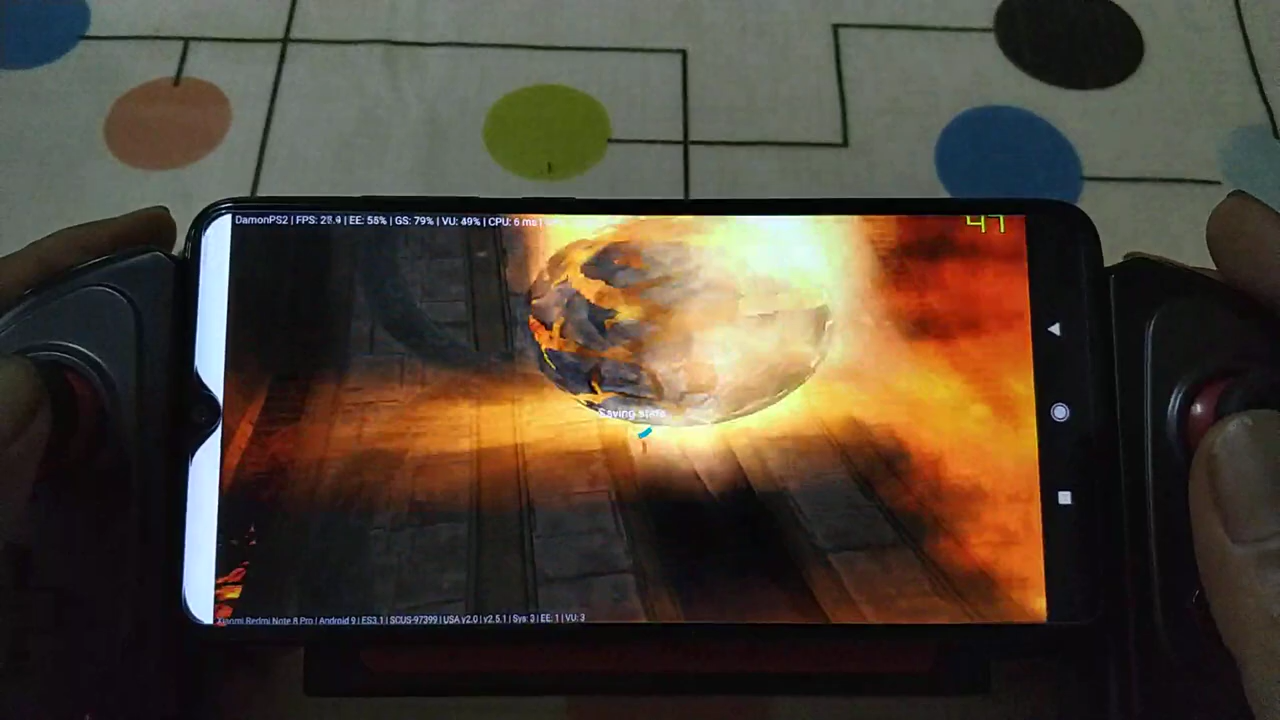 DamonPS2 | FPS: 28.9 | EE: 55% | GS: 79% | VU: 49% | CPU: 6 ms |
47
Saving state
Xiaomi Redmi Note 8 Pro | Android 9 | ES3.1 | SCUS-97399 | USA v2.0 | v2.5.1 | Sys: 3 | EE: 1 | VU: 3